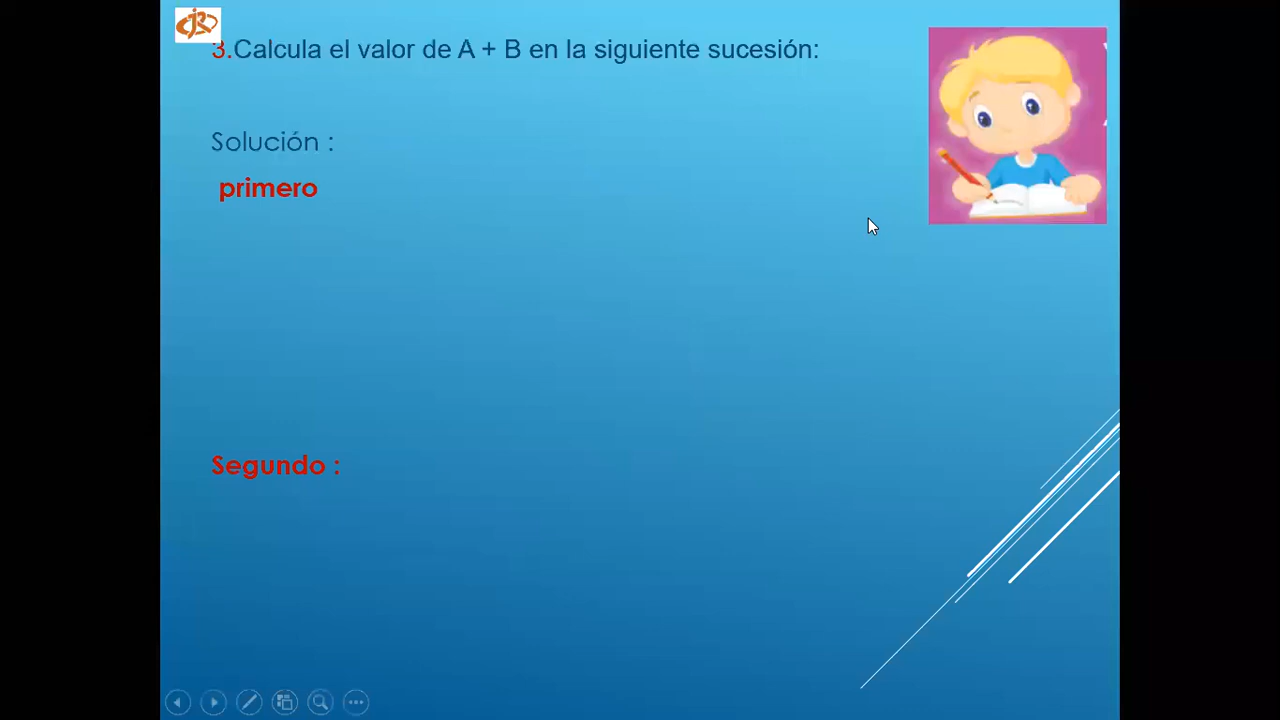 3.Calcula el valor de A + B en la siguiente sucesión:
Solución :
primero
Segundo :